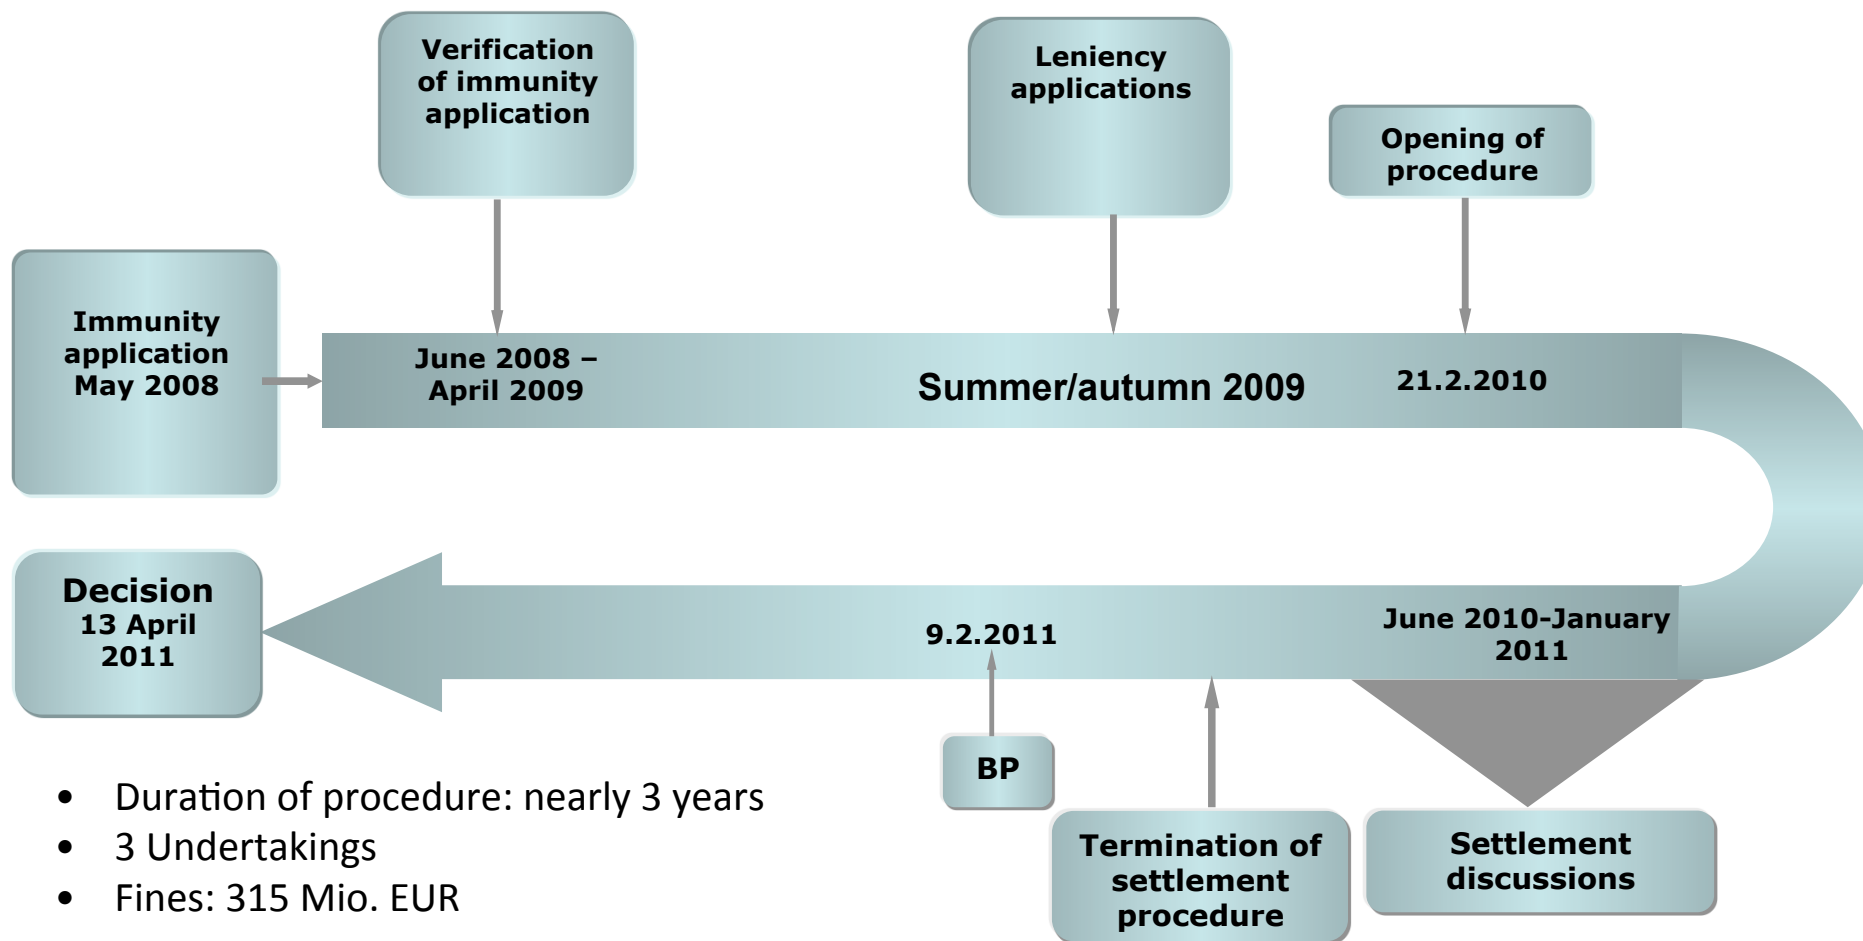 Verification
of immunity
application
Leniency
applications
Opening of
procedure
Immunity
application
May 2008
June 2008 –
April 2009
Summer/autumn 2009
21.2.2010
Decision
13 April
2011
9.2.2011
June 2010-January
2011
BP
Termination of
settlement
procedure
Settlement
discussions
• Duration of procedure: nearly 3 years
• 3 Undertakings
• Fines: 315 Mio. EUR